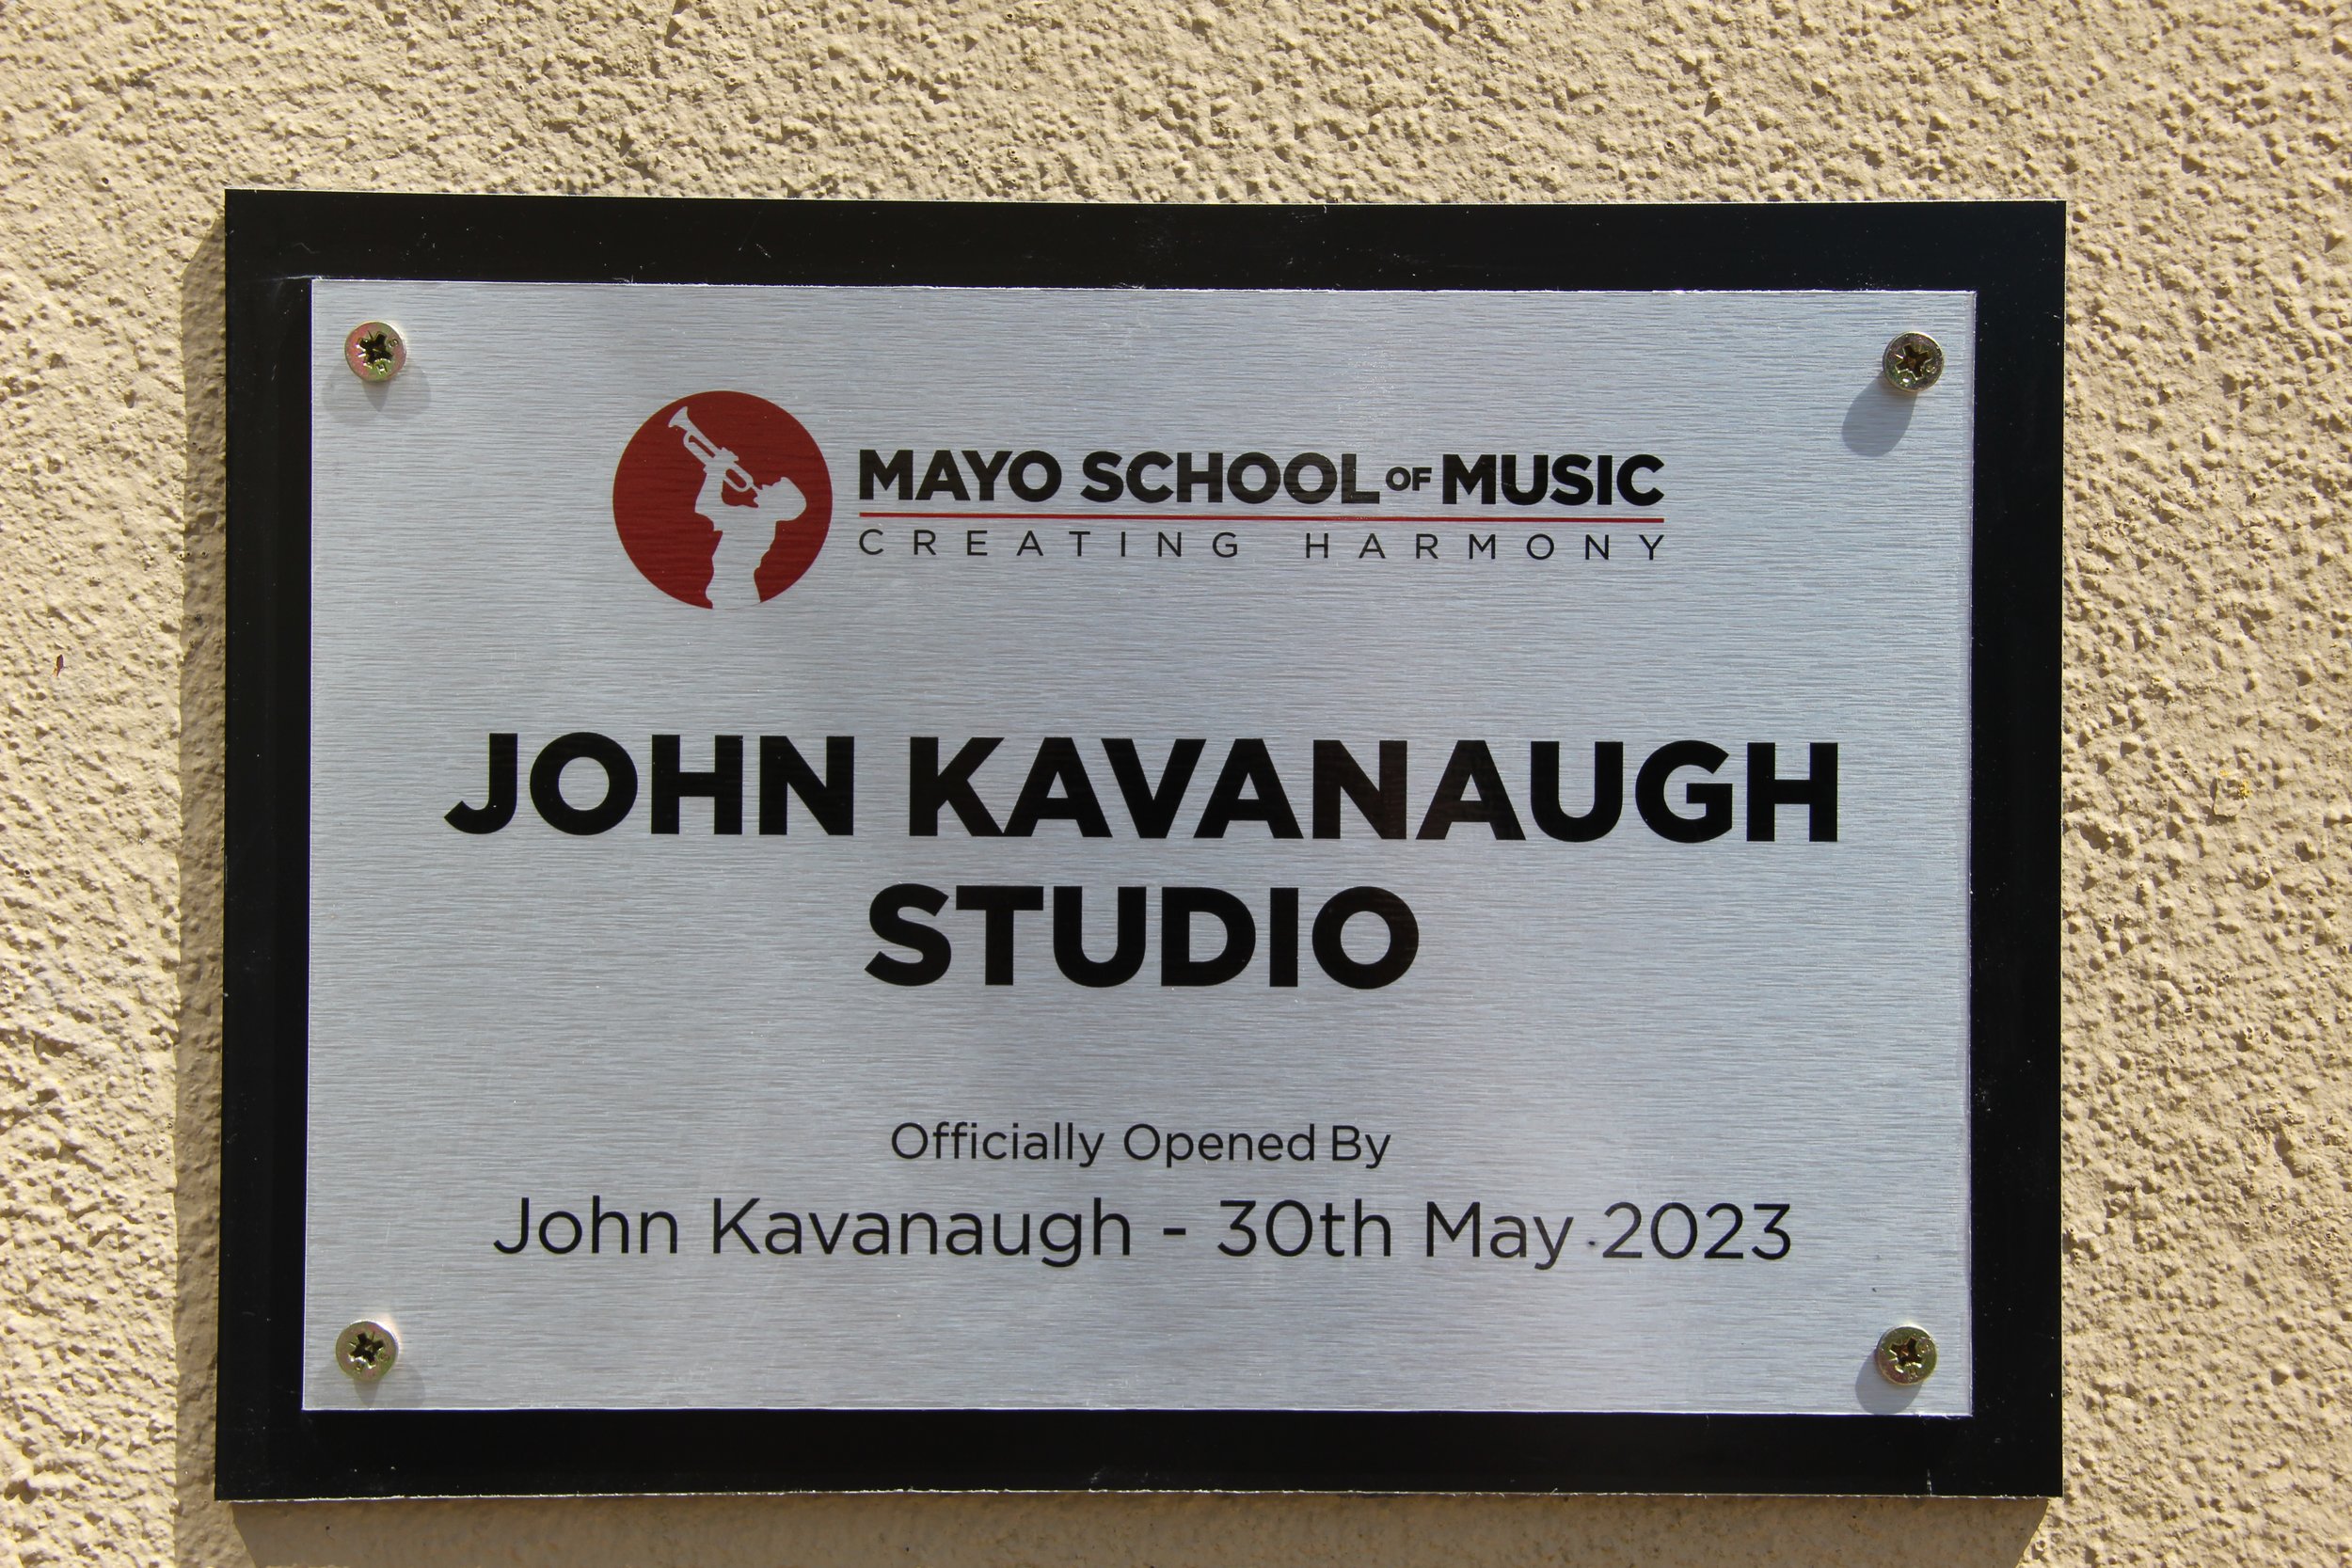 MAYO SCHOOL OF MUSIC
CREATING HARMONY
JOHN KAVANAUGH
STUDIO
Officially Opened By
John Kavanaugh - 30th May 2023